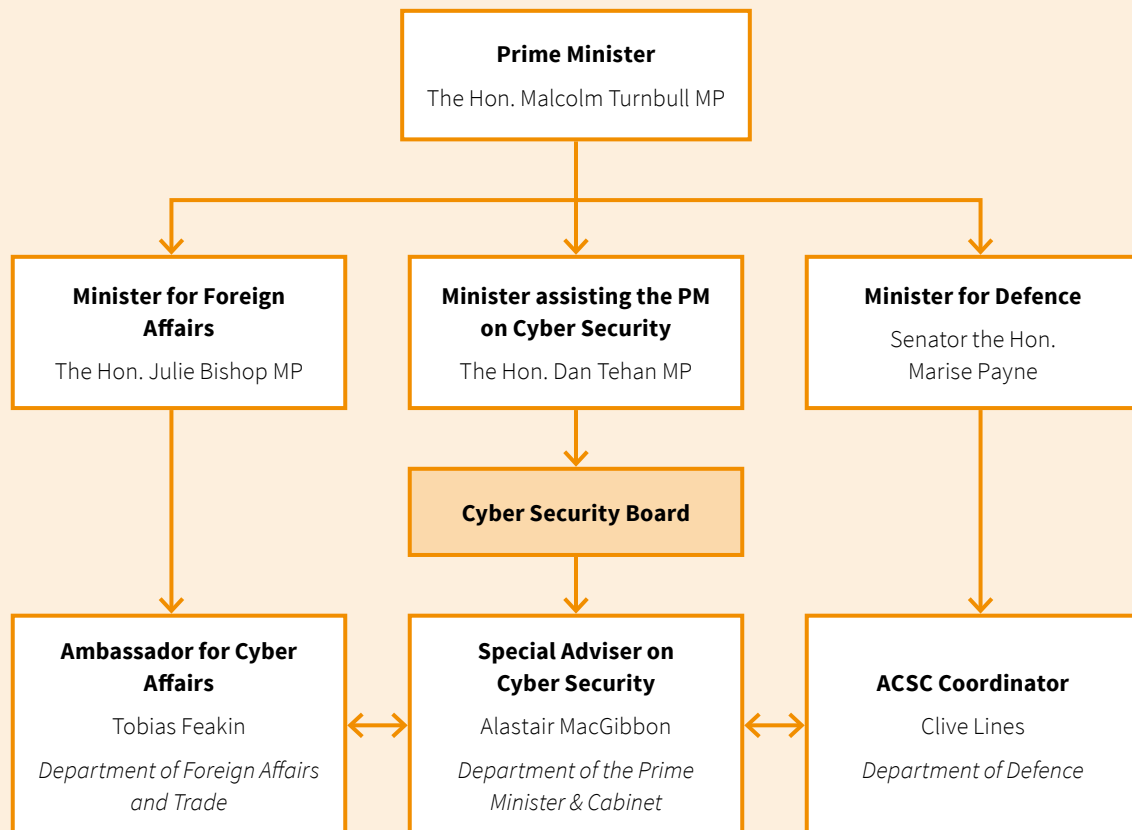 Prime Minister
The Hon. Malcolm Turnbull MP
Minister for Foreign
Affairs
The Hon. Julie Bishop MP
Minister assisting the PM
on Cyber Security
The Hon. Dan Tehan MP
Minister for Defence
Senator the Hon.
Marise Payne
Cyber Security Board
Ambassador for Cyber
Affairs
Tobias Feakin
Department of Foreign Affairs
and Trade
Special Adviser on
Cyber Security
Alastair MacGibbon
Department of the Prime
Minister & Cabinet
ACSC Coordinator
Clive Lines
Department of Defence